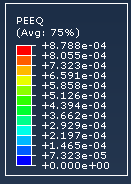 PEEQ
(Avg: 75%)
+8.788e-04
+8.055e-04
+7.323e-04
+6.591e-04
+5.858e-04
+5.126e-04
+4.394e-04
+3.662e-04
+2.929e-04
+2.197e-04
+1.465e-04
+7.323e-05
+0.000e+00